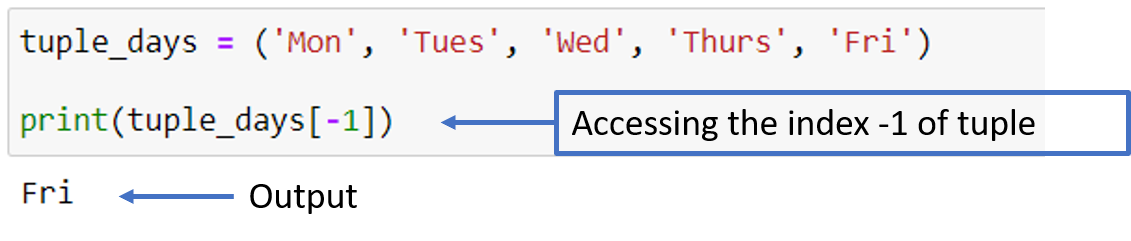 tuple_days = ('Mon', 'Tues', 'Wed', 'Thurs', 'Fri')
print(tuple_days[-1])
Accessing the index -1 of tuple
Fri
Output